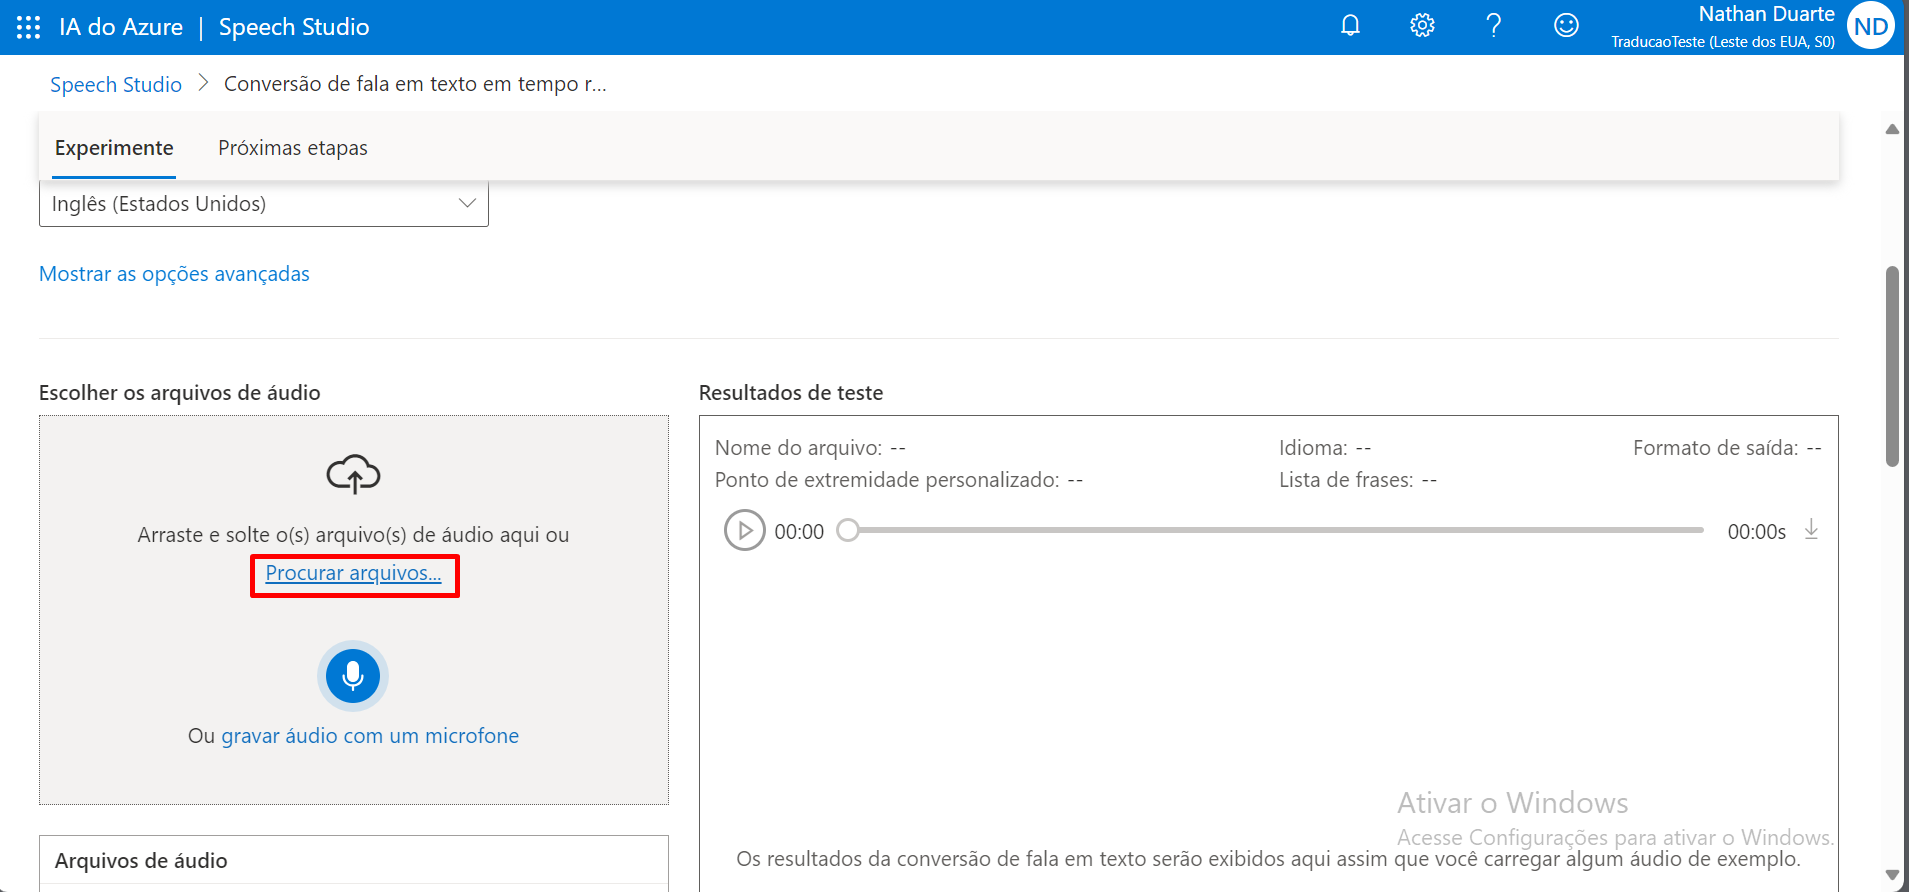 IA do Azure | Speech Studio
Nathan Duarte
TraducaoTeste (Leste dos EUA, S0)
ND
Speech Studio > Conversão de fala em texto em tempo r...
Experimente Próximas etapas
Inglês (Estados Unidos)
Mostrar as opções avançadas
Escolher os arquivos de áudio
Arraste e solte o(s) arquivo(s) de áudio aqui ou
Procurar arquivos...
Ou gravar áudio com um microfone
Arquivos de áudio
Resultados de teste
Nome do arquivo: -- Idioma: -- Formato de saída: --
Ponto de extremidade personalizado: -- Lista de frases: --
00:00 00:00s
Ativar o Windows
Acesse Configurações para ativar o Windows.
Os resultados da conversão de fala em texto serão exibidos aqui assim que você carregar algum áudio de exemplo.